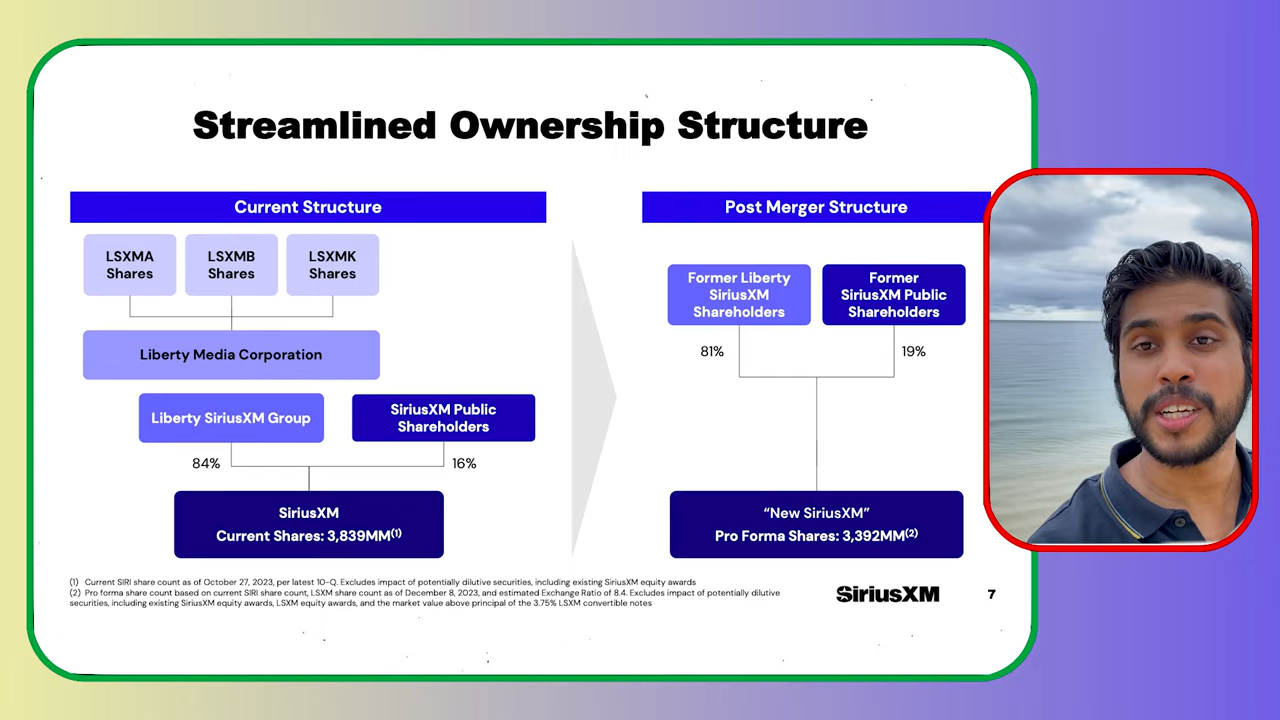 Streamlined Ownership Structure
Current Structure
LSXMA
Shares
LSXMB
Shares
LSXMK
Shares
Liberty Media Corporation
Liberty SiriusXM Group
SiriusXM Public
Shareholders
84%
16%
SiriusXM
Current Shares: 3,839MM(1)
Post Merger Structure
Former Liberty
SiriusXM
Shareholders
Former
SiriusXM Public
Shareholders
81%
19%
“New SiriusXM”
Pro Forma Shares: 3,392MM(2)
(1) Current SIRI share count as of October 27, 2023, per latest 10-Q. Excludes impact of potentially dilutive securities, including existing SiriusXM equity awards
(2) Pro forma share count based on current SIRI share count, LSXM share count as of December 8, 2023, and estimated Exchange Ratio of 8.4. Excludes impact of potentially dilutive
securities, including existing SiriusXM equity awards, LSXM equity awards, and the market value above principal of the 3.75% LSXM convertible notes
SiriusXM
7